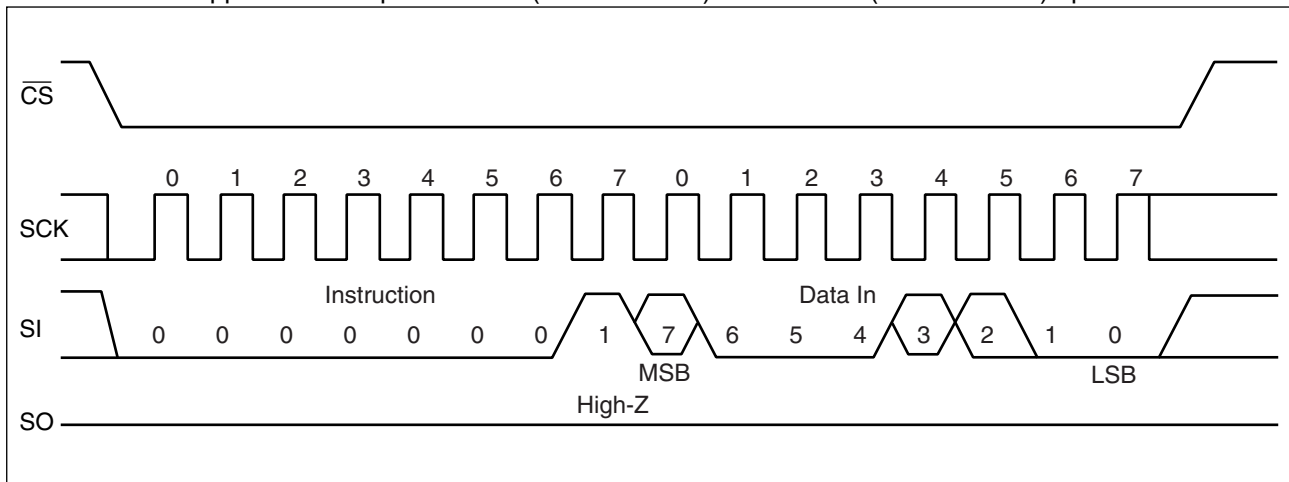 CS
0 1 2 3 4 5 6 7 0 1 2 3 4 5 6 7
SCK
Instruction Data In
SI 0 0 0 0 0 0 0 1 7 6 5 4 3 2 1 0
MSB LSB
High-Z
SO